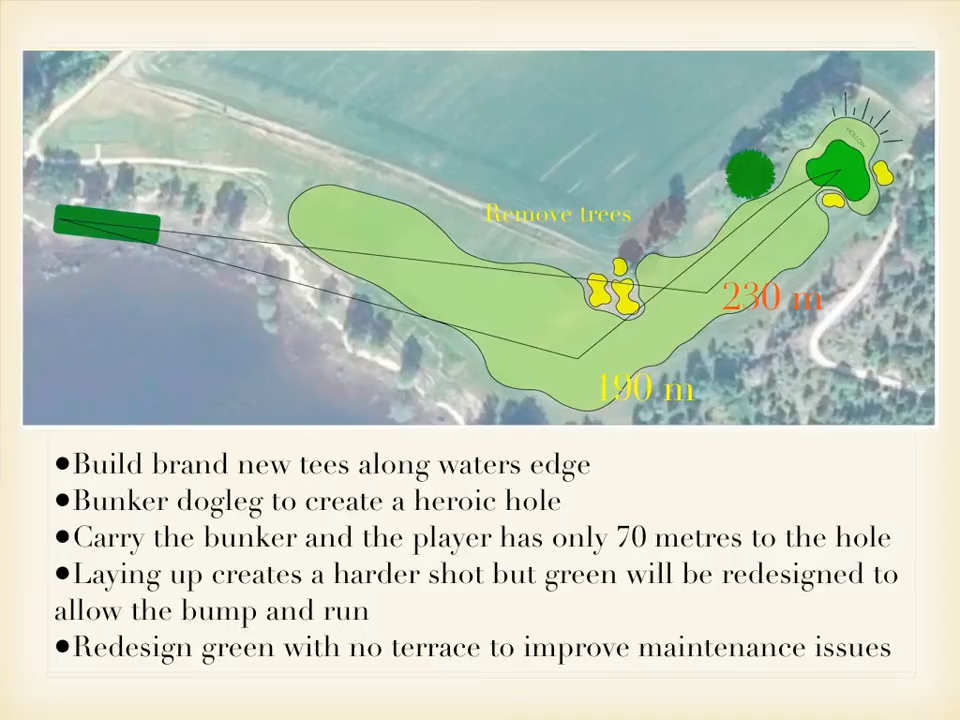 HOLLOW
Remove trees
230 m
190 m
•Build brand new tees along waters edge
•Bunker dogleg to create a heroic hole
•Carry the bunker and the player has only 70 metres to the hole
•Laying up creates a harder shot but green will be redesigned to
allow the bump and run
•Redesign green with no terrace to improve maintenance issues